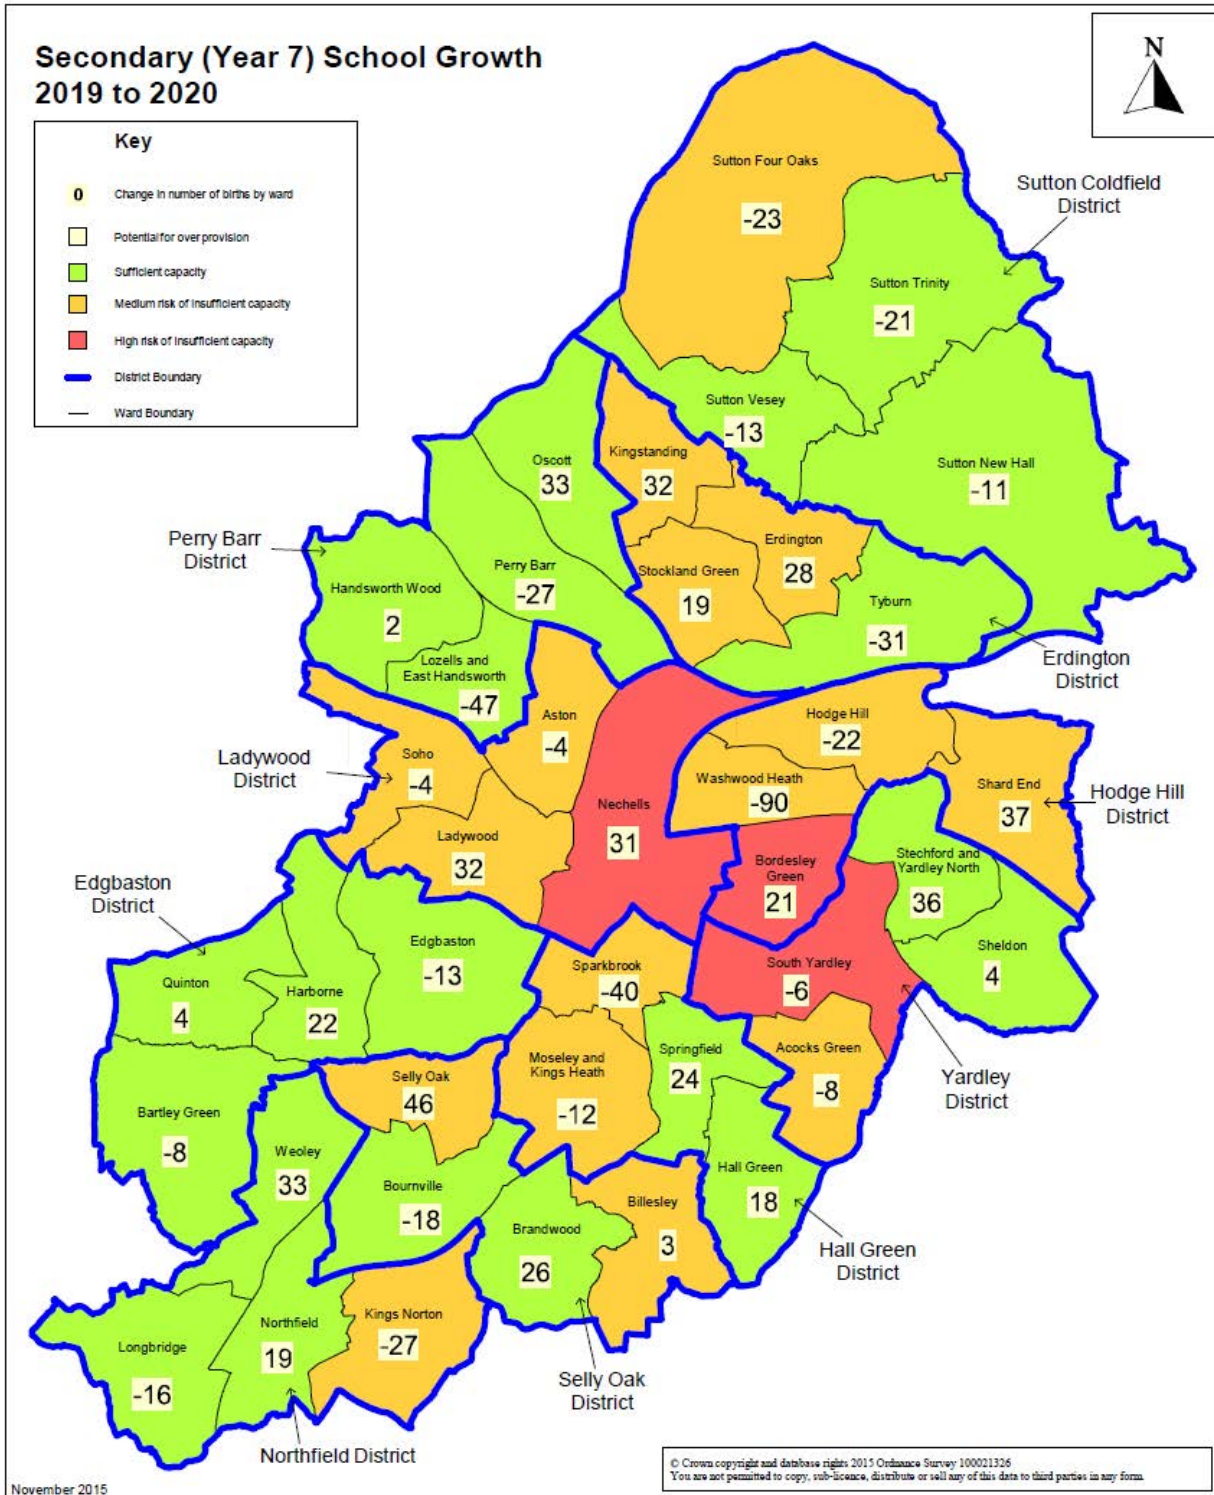 Secondary (Year 7) School Growth
2019 to 2020
N
Key
0 Change in number of births by ward
Potential for over provision
Sufficient capacity
Medium risk of insufficient capacity
High risk of insufficient capacity
District Boundary
Ward Boundary
Sutton Four Oaks
-23
Sutton Coldfield
District
Sutton Trinity
-21
Sutton Vesey
-13
Sutton New Hall
-11
Oscott
33
Kingstanding
32
Perry Barr
District
Erdington
28
Stockland Green
19
Perry Barr
-27
Handsworth Wood
2
Tyburn
-31
Erdington
District
Lozells and
East Handsworth
-47
Aston
-4
Hodge Hill
-22
Ladywood
District
Soho
-4
Washwood Heath
-90
Shard End
37
Hodge Hill
District
Nechells
31
Ladywood
32
Bordesley
Green
21
Stechford and
Yardley North
36
Edgbaston
District
Edgbaston
-13
Sheldon
4
Sparkbrook
-40
South Yardley
-6
Quinton
4
Harborne
22
Springfield
24
Acocks Green
-8
Moseley and
Kings Heath
-12
Yardley
District
Selly Oak
46
Bartley Green
-8
Weoley
33
Bournville
-18
Hall Green
18
Brandwood
26
Billesley
3
Hall Green
District
Kings Norton
-27
Northfield
19
Longbridge
-16
Selly Oak
District
Northfield District
© Crown copyright and database rights 2015 Ordnance Survey 100021326
You are not permitted to copy, sub-licence, distribute or sell any of this data to third parties in any form.
November 2015